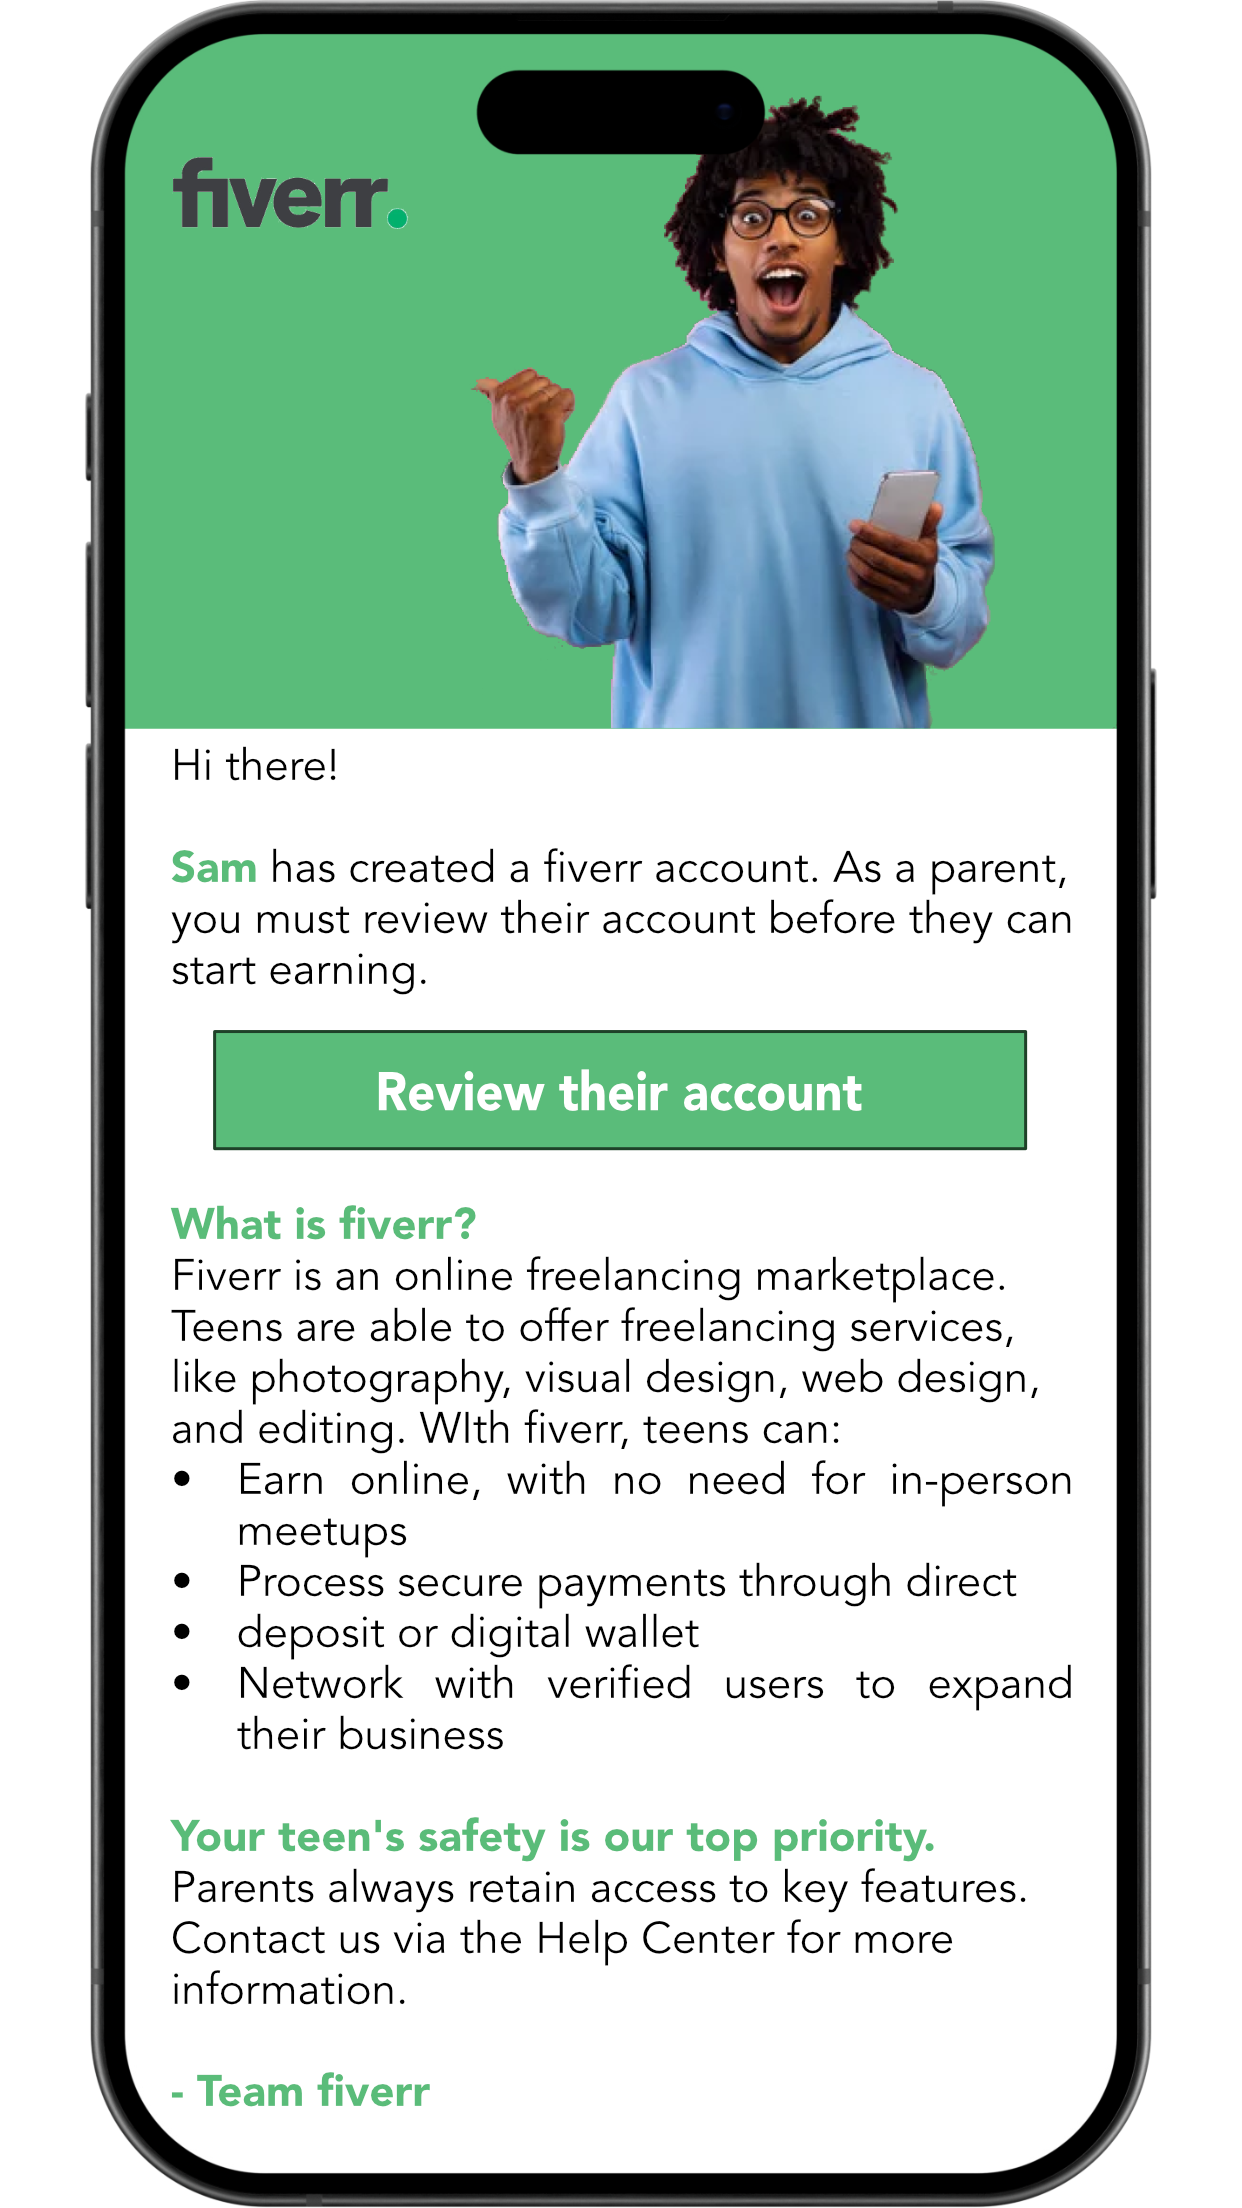 fiverr.
Hi there!
Sam has created a fiverr account. As a parent,
you must review their account before they can
start earning.
Review their account
What is fiverr?
Fiverr is an online freelancing marketplace.
Teens are able to offer freelancing services,
like photography, visual design, web design,
and editing. WIth fiverr, teens can:
• Earn online, with no need for in-person
meetups
• Process secure payments through direct
• deposit or digital wallet
• Network with verified users to expand
their business
Your teen's safety is our top priority.
Parents always retain access to key features.
Contact us via the Help Center for more
information.
- Team fiverr